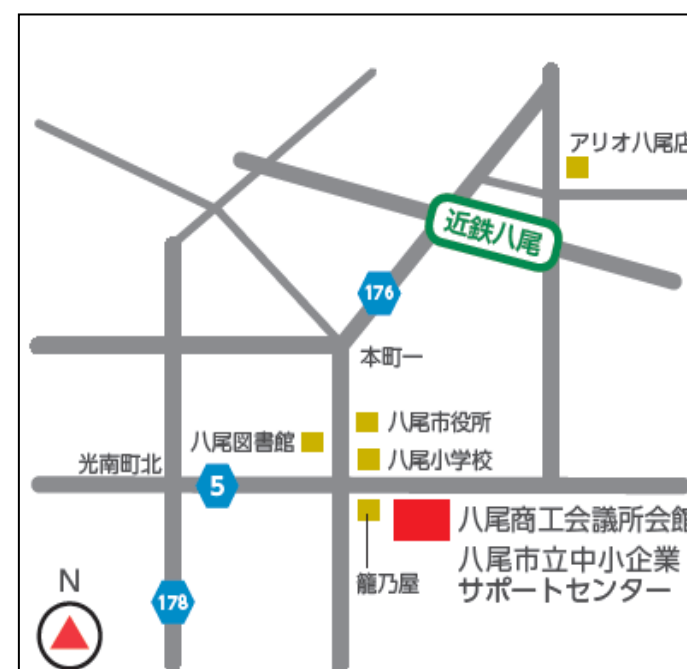 アリオ八尾店
近鉄八尾
176
本町一
八尾市役所
八尾図書館
八尾小学校
光南町北
5
八尾商工会議所会館
八尾市立中小企業
サポートセンター
籠乃屋
N
178